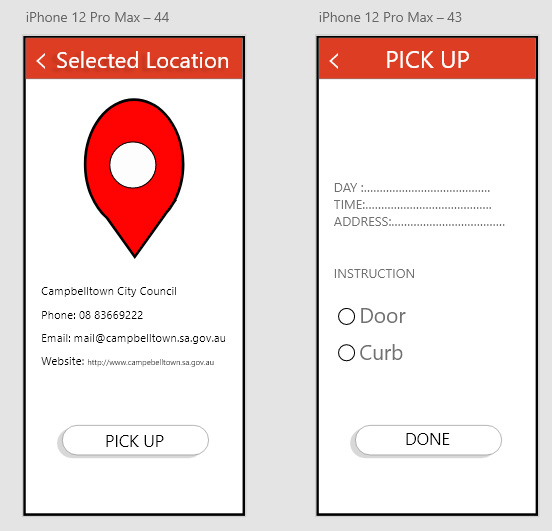 iPhone 12 Pro Max – 44
Selected Location
Campbelltown City Council
Phone: 08 83669222
Email: mail@campbelltown.sa.gov.au
Website: http://www.campebelltown.sa.gov.au
PICK UP
iPhone 12 Pro Max – 43
PICK UP
DAY :.......................................
TIME:.......................................
ADDRESS:...................................
INSTRUCTION
Door
Curb
DONE